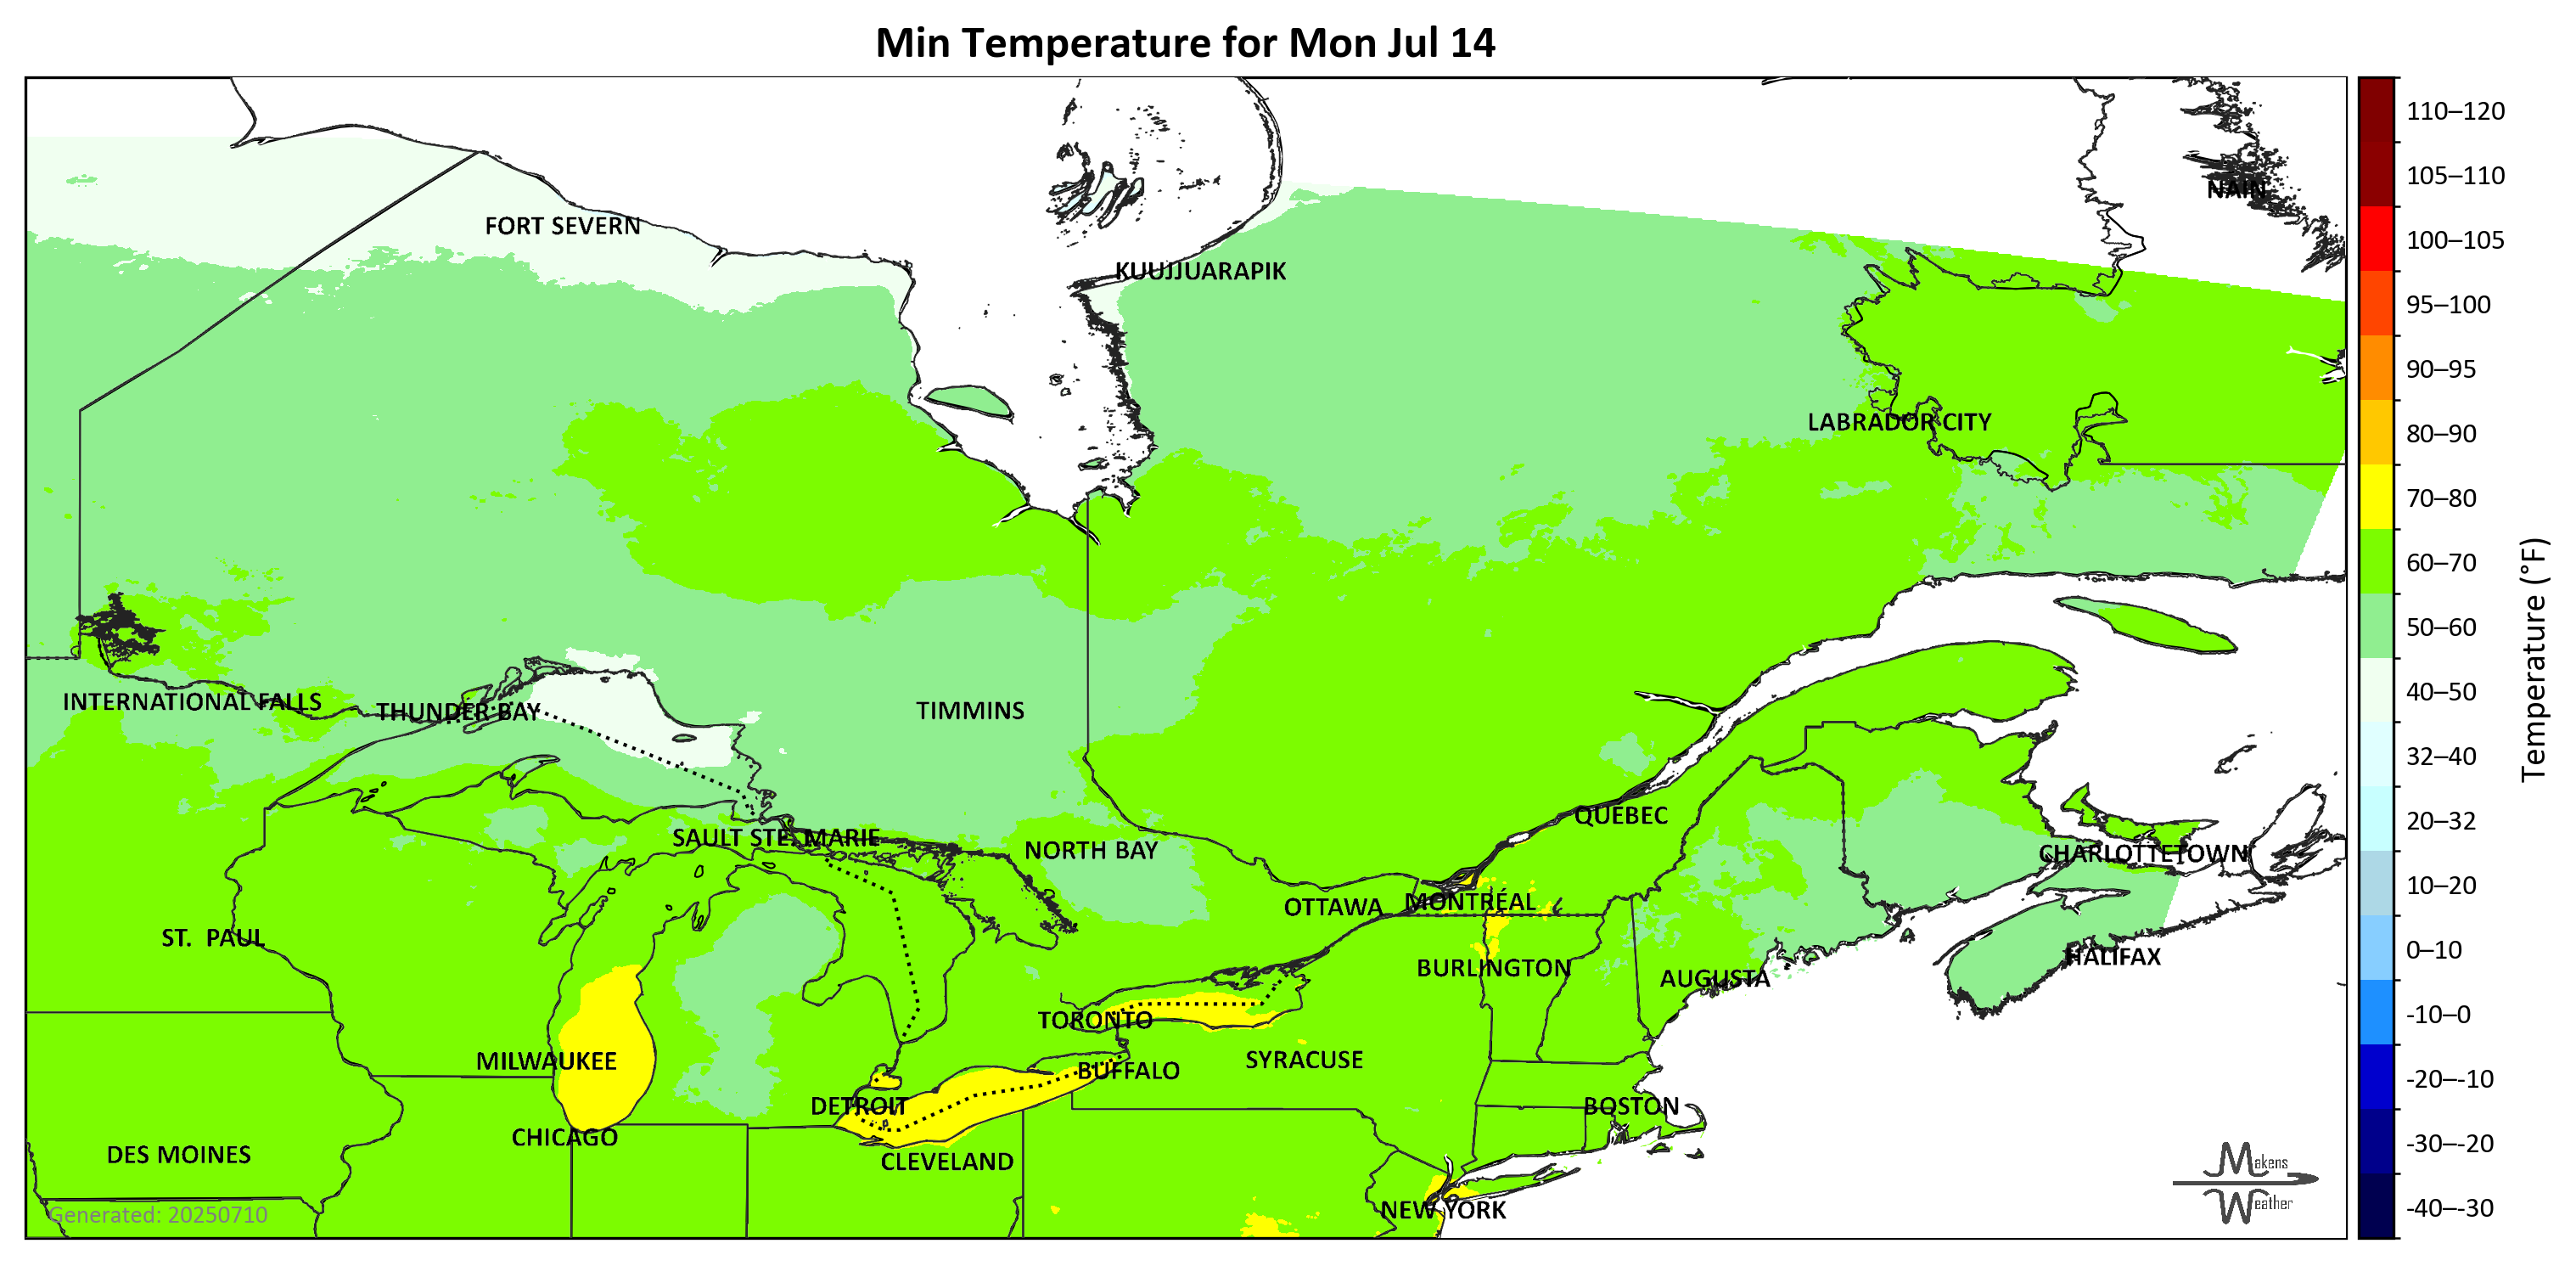 Min Temperature for Mon Jul 14
110–120
105–110
NAIN
FORT SEVERN
100–105
KUUJJUARAPIK
95–100
90–95
LABRADOR CITY
80–90
70–80
60–70
50–60
Temperature (°F)
INTERNATIONAL FALLS
THUNDER BAY
TIMMINS
40–50
32–40
QUÉBEC
20–32
SAULT STE. MARIE
NORTH BAY
CHARLOTTETOWN
10–20
OTTAWA
MONTRÉAL
ST.  PAUL
HALIFAX
0–10
BURLINGTON
AUGUSTA
TORONTO
-10–0
MILWAUKEE
SYRACUSE
BUFFALO
-20–-10
DETROIT
BOSTON
CHICAGO
-30–-20
DES MOINES
CLEVELAND
Makens
Weather
NEW YORK
-40–-30
Generated: 20250710